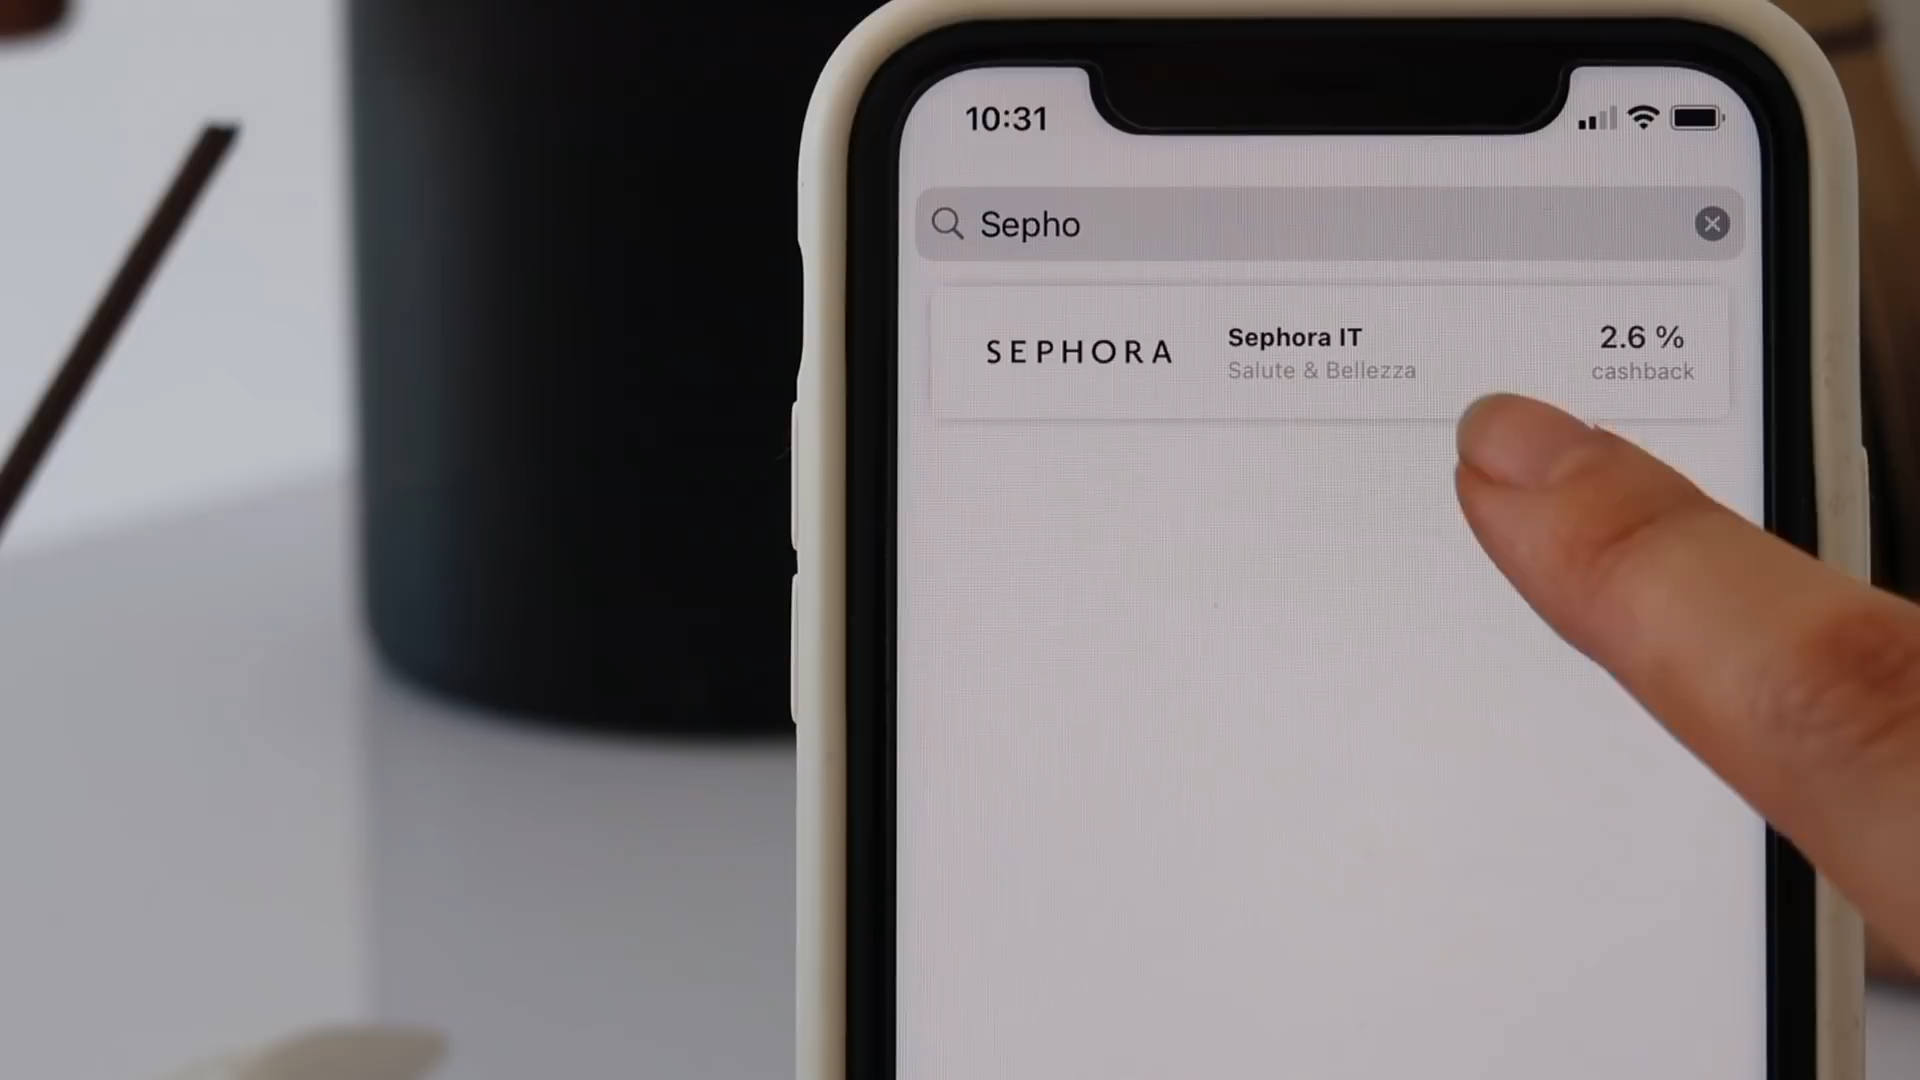 10:31
Sepho
SEPHORA
Sephora IT
Salute & Bellezza
2.6 %
cashback